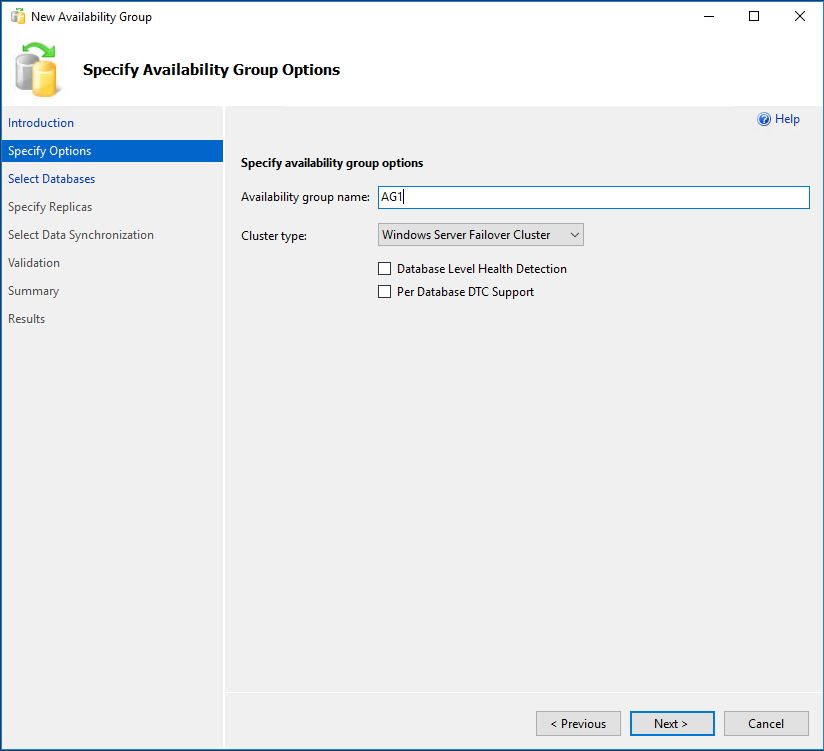 New Availability Group
Specify Availability Group Options
Introduction
Specify Options
Select Databases
Specify Replicas
Select Data Synchronization
Validation
Summary
Results
Help
Specify availability group options
Availability group name: AG1
Cluster type: Windows Server Failover Cluster
Database Level Health Detection
Per Database DTC Support
< Previous
Next >
Cancel